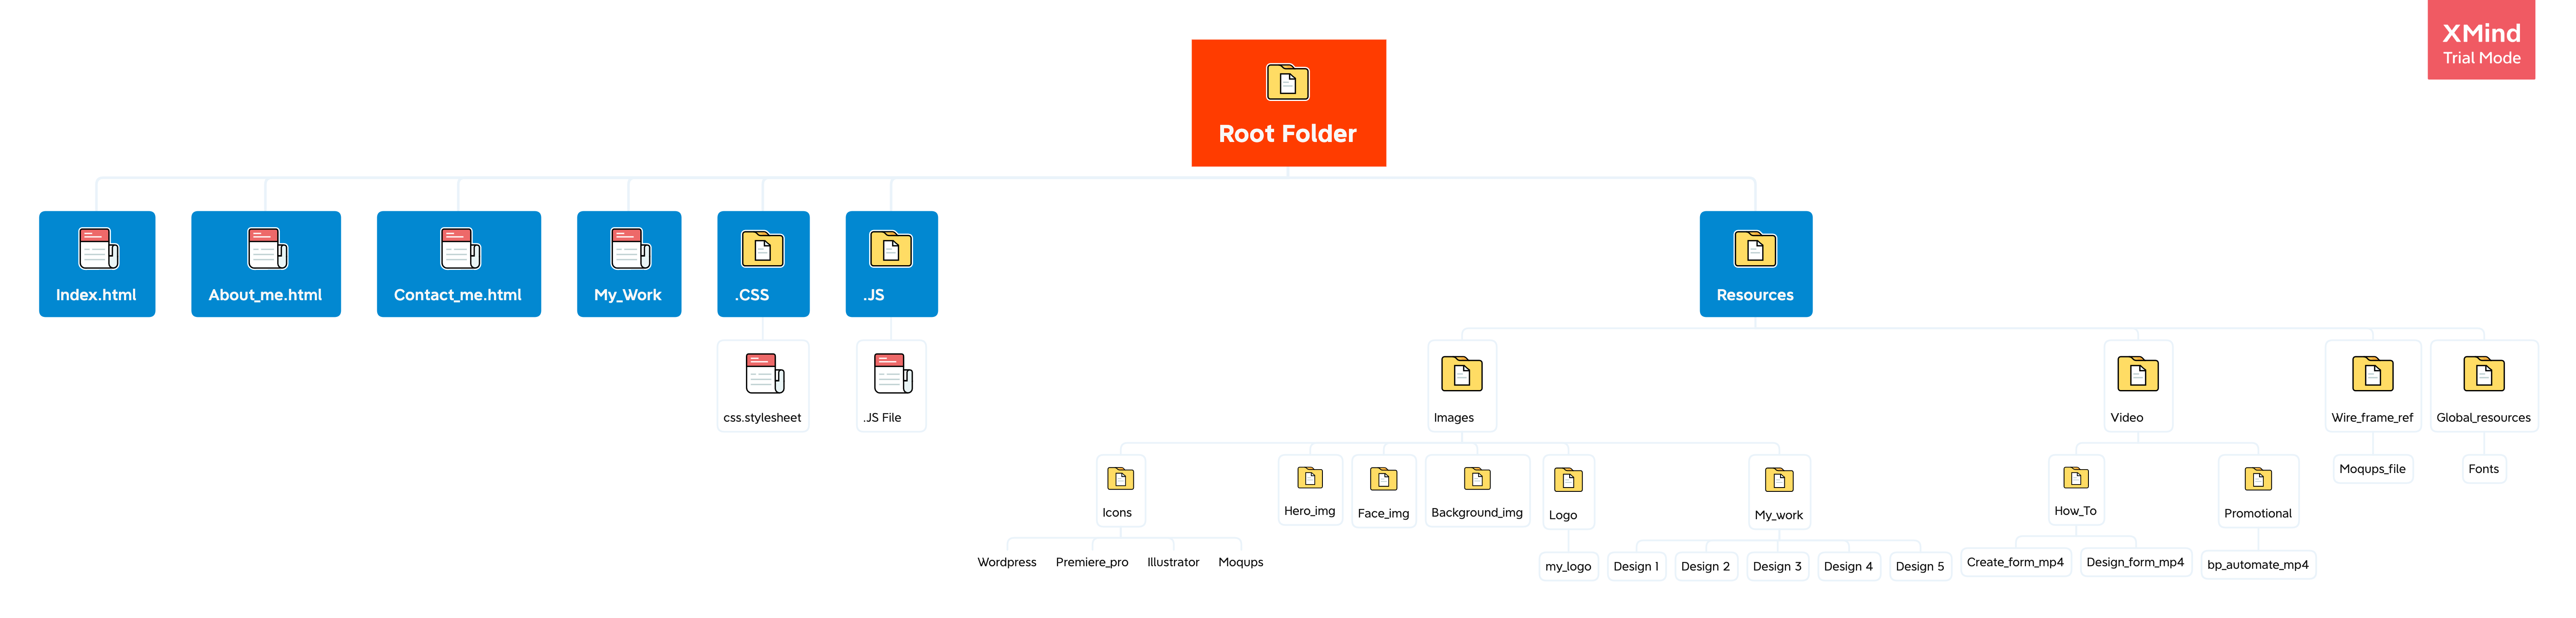 XMind
Trial Mode
Root Folder
Index.html
About_me.html
Contact_me.html
My_Work
.CSS
.JS
Resources
css.stylesheet
.JS File
Images
Video
Wire_frame_ref
Global_resources
Icons
Hero_img
Face_img
Background_img
Logo
My_work
How_To
Promotional
Moqups_file
Fonts
Wordpress
Premiere_pro
Illustrator
Moqups
my_logo
Design 1
Design 2
Design 3
Design 4
Design 5
Create_form_mp4
Design_form_mp4
bp_automate_mp4